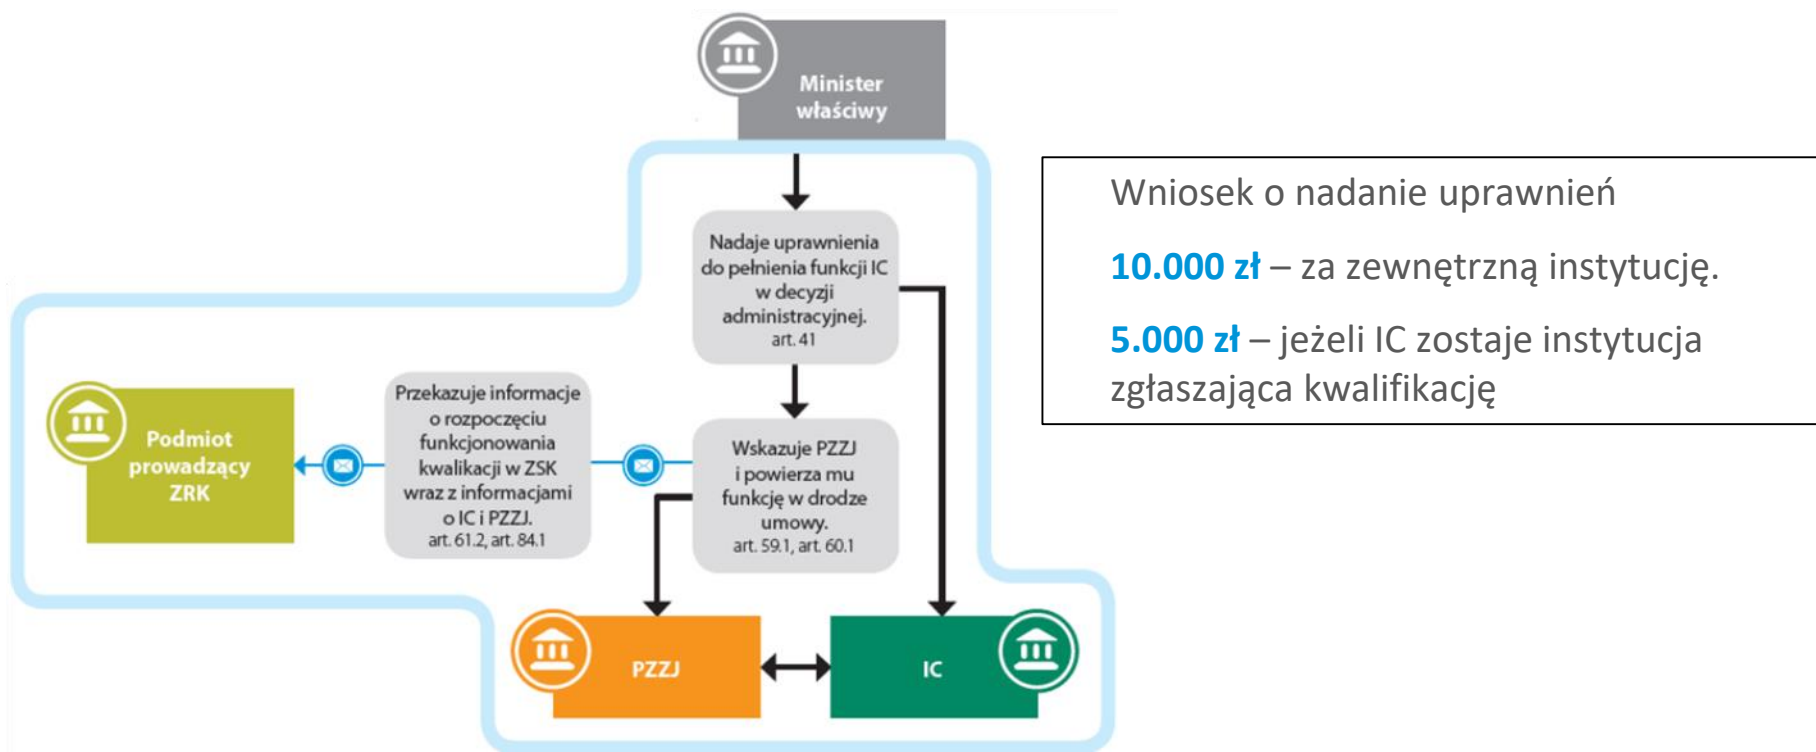 Minister
właściwy
Nadaje uprawnienia
do pełnienia funkcji IC
w decyzji
administracyjnej.
art. 41
Wskazuje PZZJ
i powierza mu
funkcję w drodze
umowy.
art. 59.1, art. 60.1
Przekazuje informacje
o rozpoczęciu
funkcjonowania
kwalikacji w ZSK
wraz z informacjami
o IC i PZZJ.
art. 61.2, art. 84.1
Podmiot
prowadzący
ZRK
PZZJ
IC
Wniosek o nadanie uprawnień
10.000 zł – za zewnętrzną instytucję.
5.000 zł – jeżeli IC zostaje instytucja
zgłaszająca kwalifikację